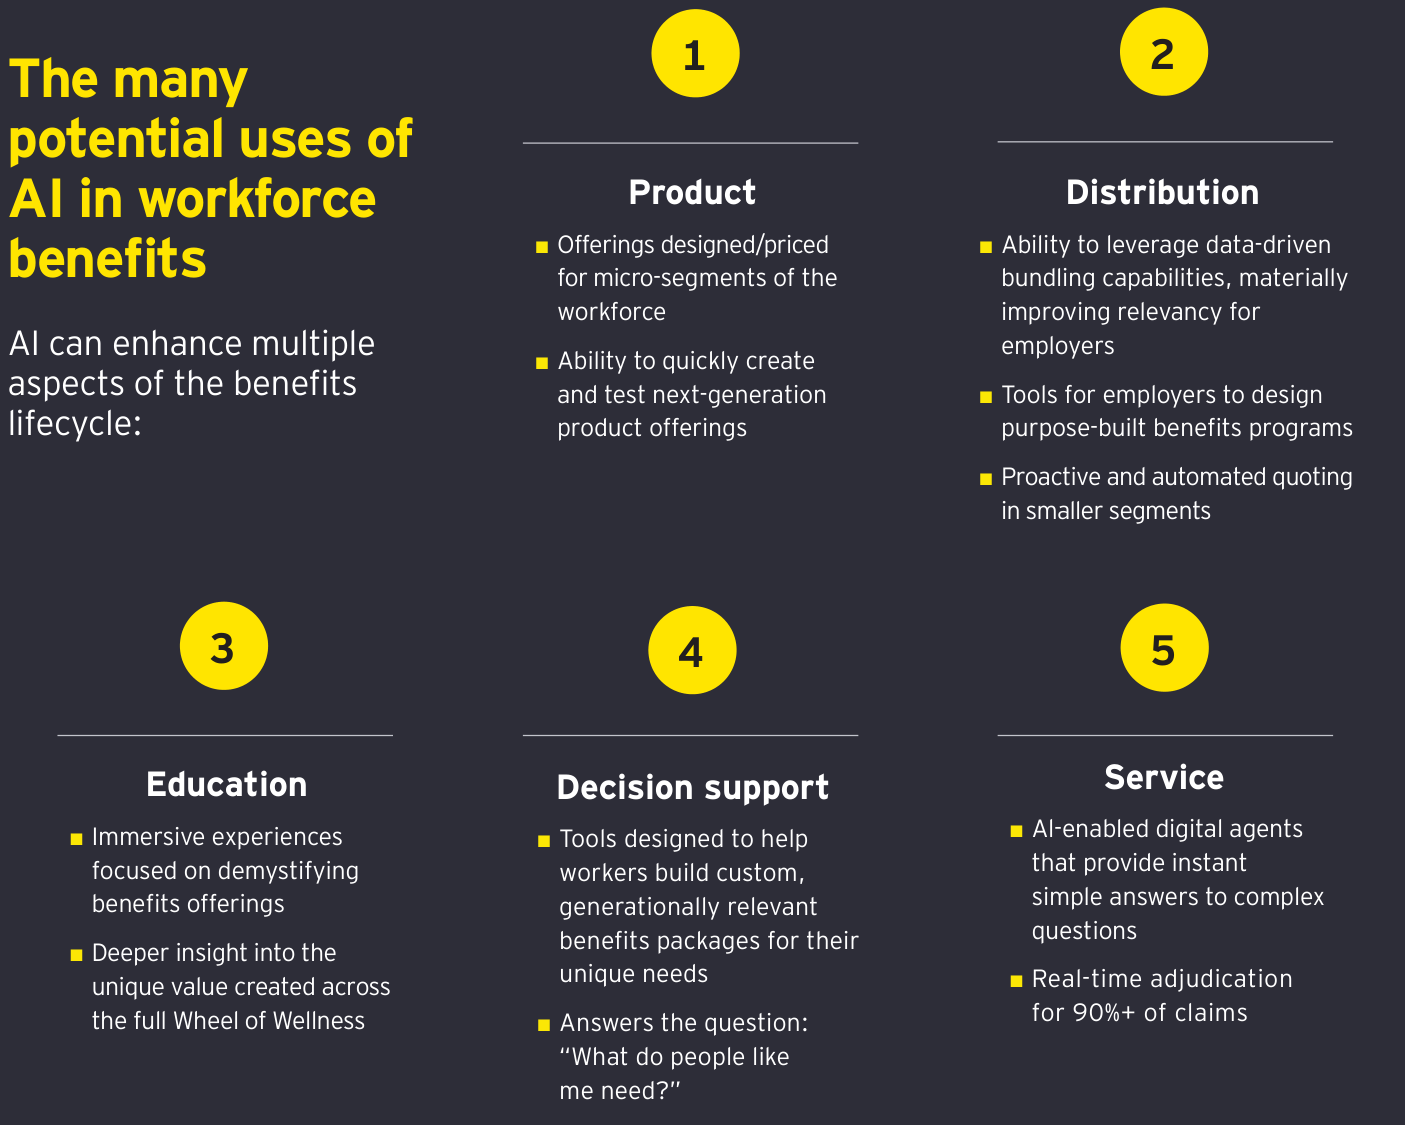 The many
potential uses of
AI in workforce
benefits
AI can enhance multiple
aspects of the benefits
lifecycle:
1
Product
■ Offerings designed/priced
for micro-segments of the
workforce
■ Ability to quickly create
and test next-generation
product offerings
2
Distribution
■ Ability to leverage data-driven
bundling capabilities, materially
improving relevancy for
employers
■ Tools for employers to design
purpose-built benefits programs
■ Proactive and automated quoting
in smaller segments
3
Education
■ Immersive experiences
focused on demystifying
benefits offerings
■ Deeper insight into the
unique value created across
the full Wheel of Wellness
4
Decision support
■ Tools designed to help
workers build custom,
generationally relevant
benefits packages for their
unique needs
■ Answers the question:
“What do people like
me need?”
5
Service
■ AI-enabled digital agents
that provide instant
simple answers to complex
questions
■ Real-time adjudication
for 90%+ of claims